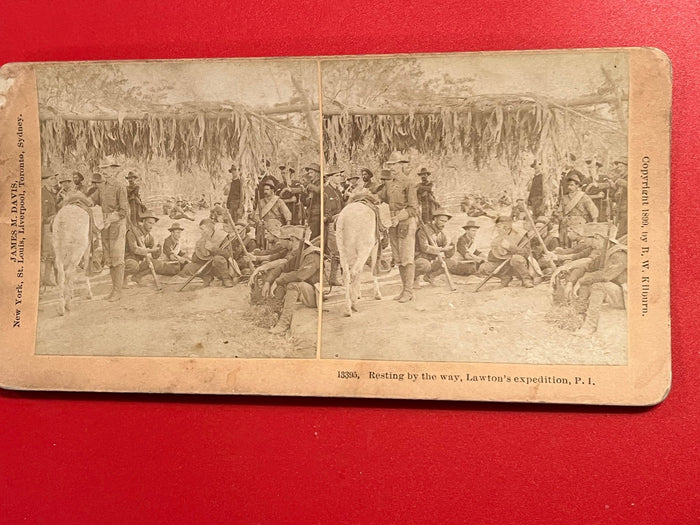 JAMES M. DAVIS,
New York, St. Louis, Liverpool, Toronto, Sydney.
Copyright 1899, by B. W. Kilburn.
13395, Resting by the way, Lawton's expedition, P. I.